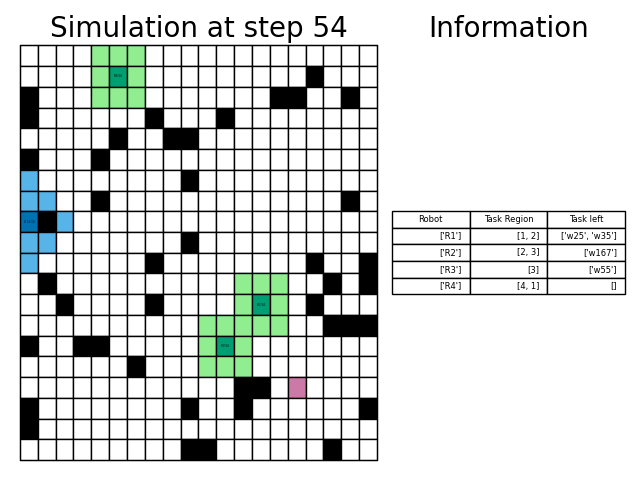 Simulation at step 54
Information
Robot Task Region Task left
['R1'] [1, 2] ['w25', 'w35']
['R2'] [2, 3] ['w167']
['R3'] [3] ['w55']
['R4'] [4, 1] []